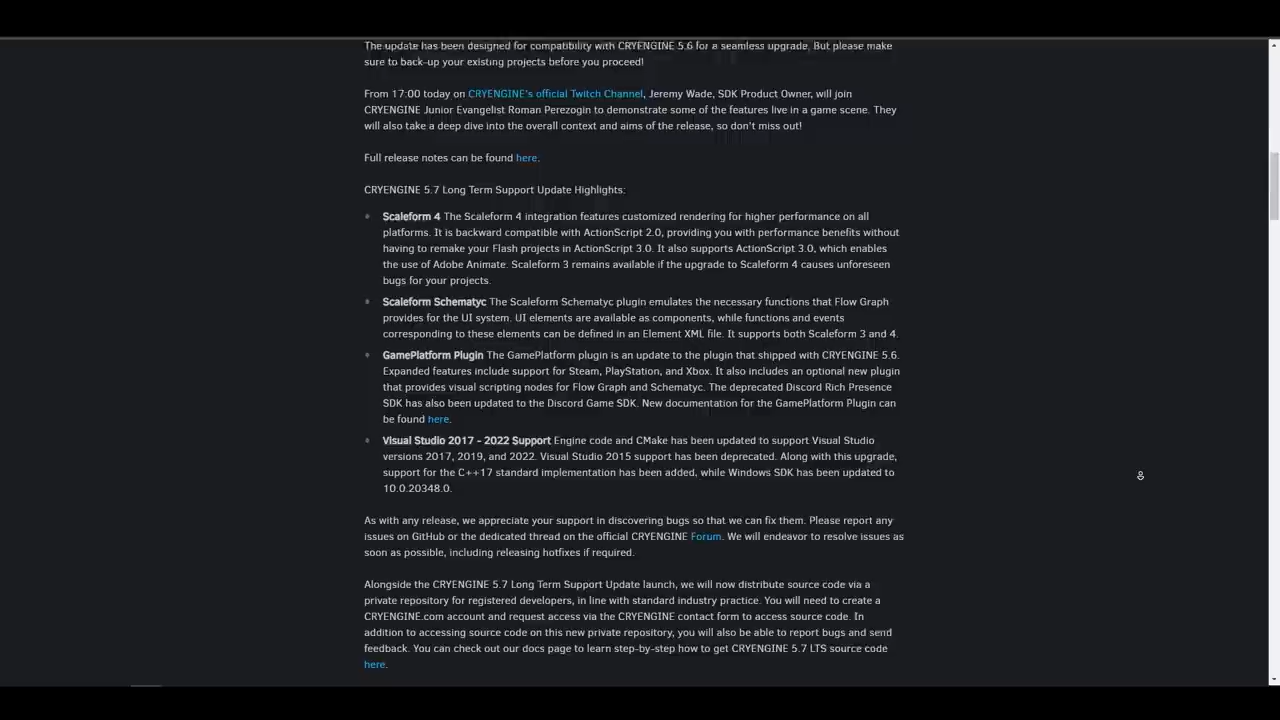 The update has been designed for compatibility with CRYENGINE 5.6 for a seamless upgrade. But please make
sure to back-up your existing projects before you proceed!
From 17:00 today on CRYENGINE's official Twitch Channel, Jeremy Wade, SDK Product Owner, will join
CRYENGINE Junior Evangelist Roman Perezogin to demonstrate some of the features live in a game scene. They
will also take a deep dive into the overall context and aims of the release, so don't miss out!
Full release notes can be found here.
CRYENGINE 5.7 Long Term Support Update Highlights:
Scaleform 4 The Scaleform 4 integration features customized rendering for higher performance on all
platforms. It is backward compatible with ActionScript 2.0, providing you with performance benefits without
having to remake your Flash projects in ActionScript 3.0. It also supports ActionScript 3.0, which enables
the use of Adobe Animate. Scaleform 3 remains available if the upgrade to Scaleform 4 causes unforeseen
bugs for your projects.
Scaleform Schematyc The Scaleform Schematyc plugin emulates the necessary functions that Flow Graph
provides for the UI system. UI elements are available as components, while functions and events
corresponding to these elements can be defined in an Element XML file. It supports both Scaleform 3 and 4.
GamePlatform Plugin The GamePlatform plugin is an update to the plugin that shipped with CRYENGINE 5.6.
Expanded features include support for Steam, PlayStation, and Xbox. It also includes an optional new plugin
that provides visual scripting nodes for Flow Graph and Schematyc. The deprecated Discord Rich Presence
SDK has also been updated to the Discord Game SDK. New documentation for the GamePlatform Plugin can
be found here.
Visual Studio 2017 - 2022 Support Engine code and CMake has been updated to support Visual Studio
versions 2017, 2019, and 2022. Visual Studio 2015 support has been deprecated. Along with this upgrade,
support for the C++17 standard implementation has been added, while Windows SDK has been updated to
10.0.20348.0.
As with any release, we appreciate your support in discovering bugs so that we can fix them. Please report any
issues on GitHub or the dedicated thread on the official CRYENGINE Forum. We will endeavor to resolve issues as
soon as possible, including releasing hotfixes if required.
Alongside the CRYENGINE 5.7 Long Term Support Update launch, we will now distribute source code via a
private repository for registered developers, in line with standard industry practice. You will need to create a
CRYENGINE.com account and request access via the CRYENGINE contact form to access source code. In
addition to accessing source code on this new private repository, you will also be able to report bugs and send
feedback. You can check out our docs page to learn step-by-step how to get CRYENGINE 5.7 LTS source code
here.